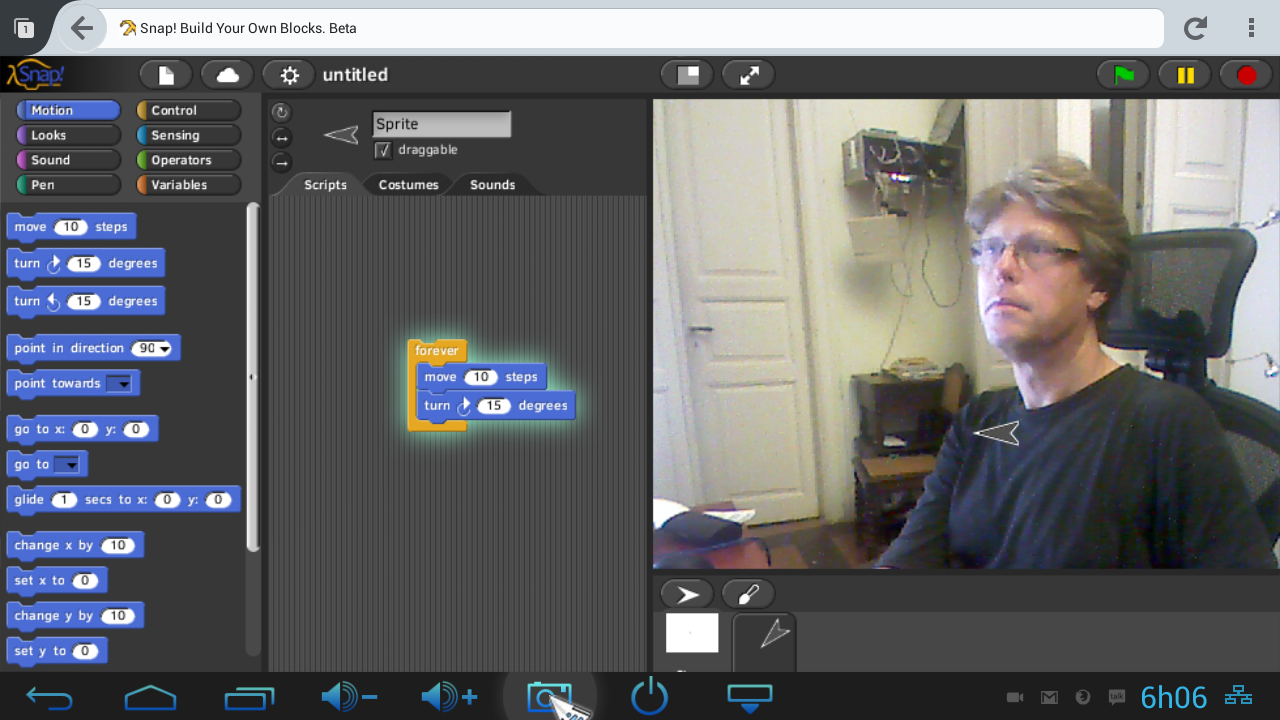 1
Snap! Build Your Own Blocks. Beta
Snap!
untitled
Motion Control
Looks Sensing
Sound Operators
Pen Variables
Sprite
draggable
Scripts Costumes Sounds
move 10 steps
turn 15 degrees
turn 15 degrees
point in direction 90
point towards
go to x: 0 y: 0
go to
glide 1 secs to x: 0 y: 0
change x by 10
set x to 0
change y by 10
set y to 0
forever
move 10 steps
turn 15 degrees
talk
6h06